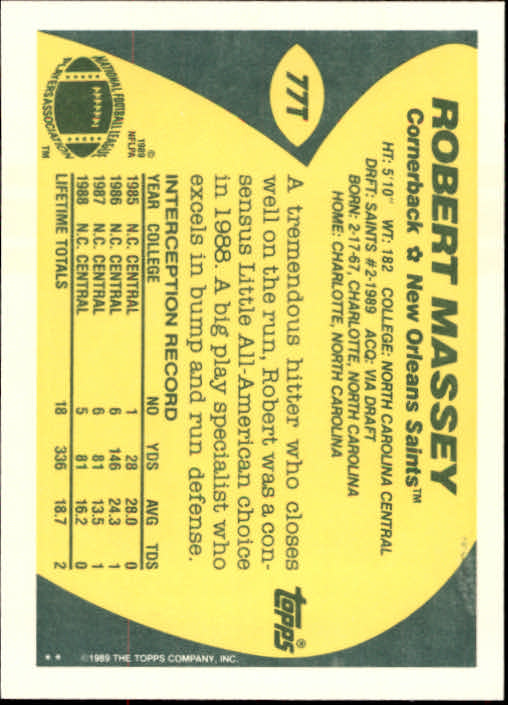 77T
ROBERT MASSEY
Cornerback ✿ New Orleans Saints™
HT: 5'10" WT: 182 COLLEGE: NORTH CAROLINA CENTRAL
DRFT: SAINTS #2-1989 ACQ: VIA DRAFT
BORN: 2-17-67, CHARLOTTE, NORTH CAROLINA
HOME: CHARLOTTE, NORTH CAROLINA
A tremendous hitter who closes
well on the run, Robert was a con-
sensus Little All-American choice
in 1988. A big play specialist who
excels in bump and run defense.
topps®
INTERCEPTION RECORD
YEAR COLLEGE NO YDS AVG TDS
1985 N.C. CENTRAL 1 28 28.0 0
1986 N.C. CENTRAL 6 146 24.3 1
1987 N.C. CENTRAL 6 81 13.5 1
1988 N.C. CENTRAL 5 81 16.2 0
LIFETIME TOTALS 18 336 18.7 2
NATIONAL FOOTBALL LEAGUE
PLAYERS ASSOCIATION
™
©
1989
NFLPA
** ©1989 THE TOPPS COMPANY, INC.